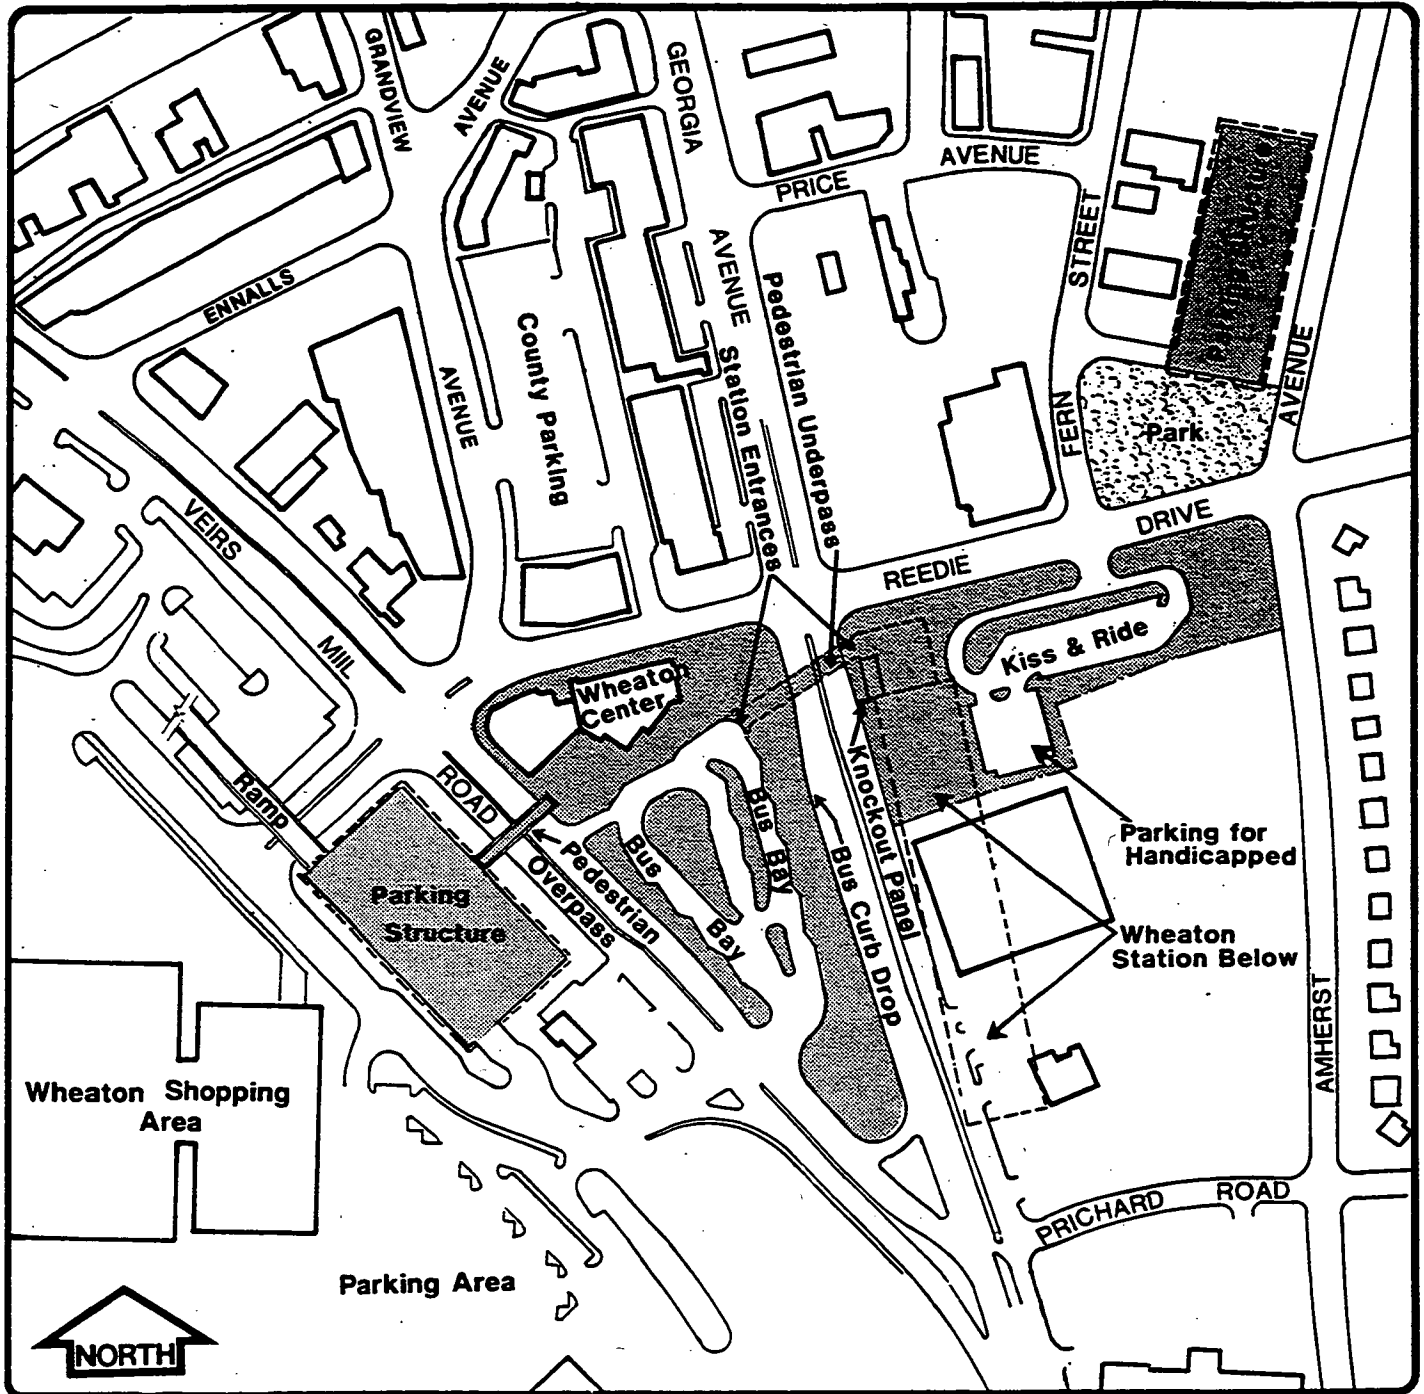 GRANDVIEW
AVENUE
GEORGIA
AVENUE
PRICE
AVENUE
STREET
FERN
Parking Structure
AVENUE
AMHERST
ENNALLS
AVENUE
County Parking
Station Entrances
Pedestrian Underpass
Park
DRIVE
REEDIE
VEIRS
MILL
ROAD
Kiss & Ride
Wheaton
Center
Ramp
Knockout Panel
Bus Bay
Bus
Bay
Bus Curb Drop
Pedestrian
Overpass
Parking
Structure
Parking for
Handicapped
Wheaton
Station Below
Wheaton Shopping
Area
PRICHARD ROAD
Parking Area
NORTH